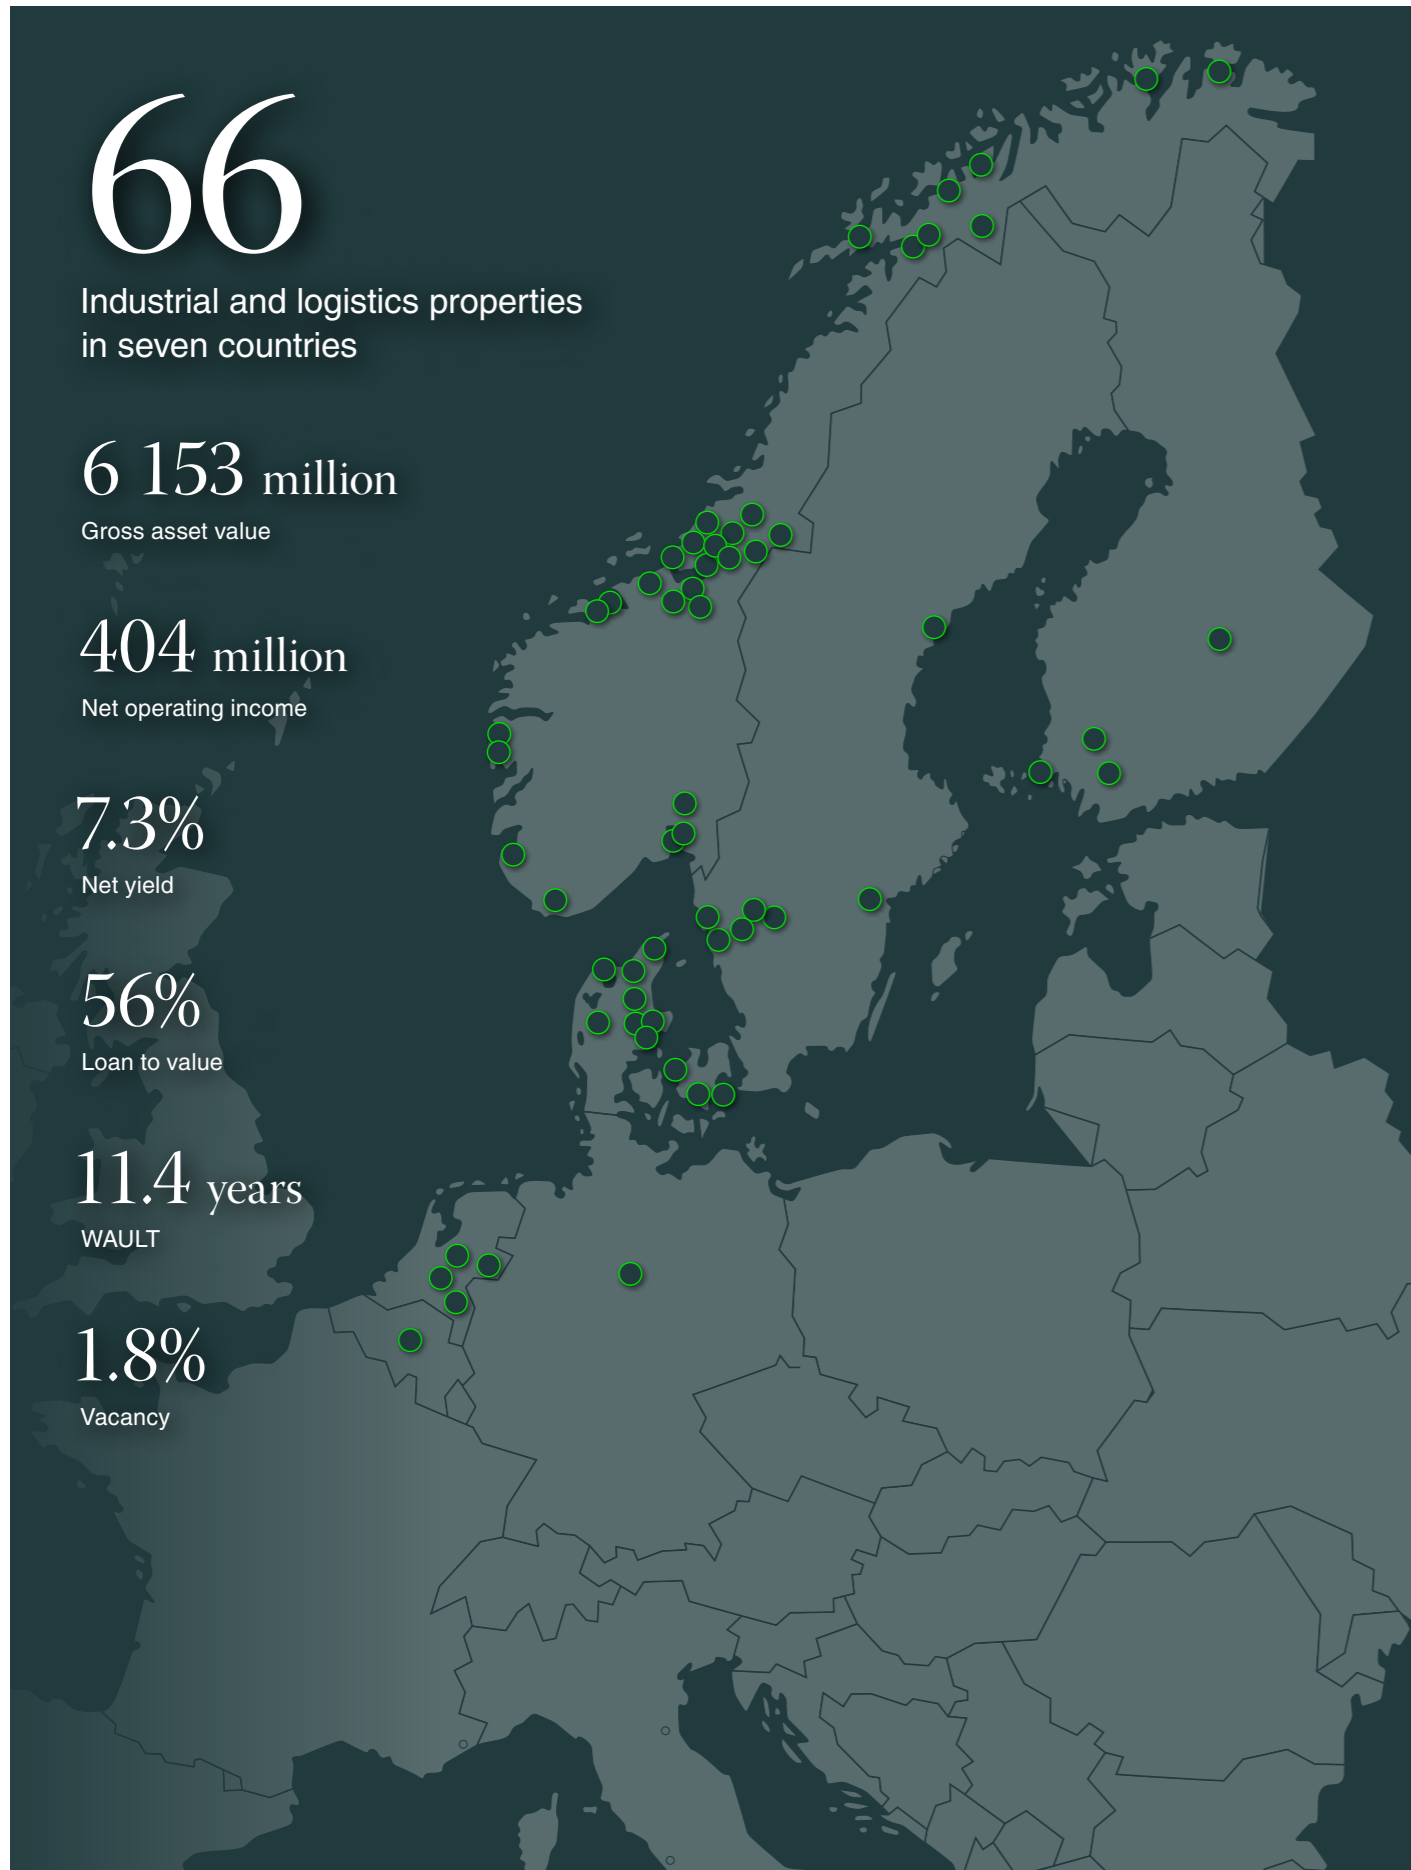 66
Industrial and logistics properties
in seven countries
6 153 million
Gross asset value
404 million
Net operating income
7.3%
Net yield
56%
Loan to value
11.4 years
WAULT
1.8%
Vacancy